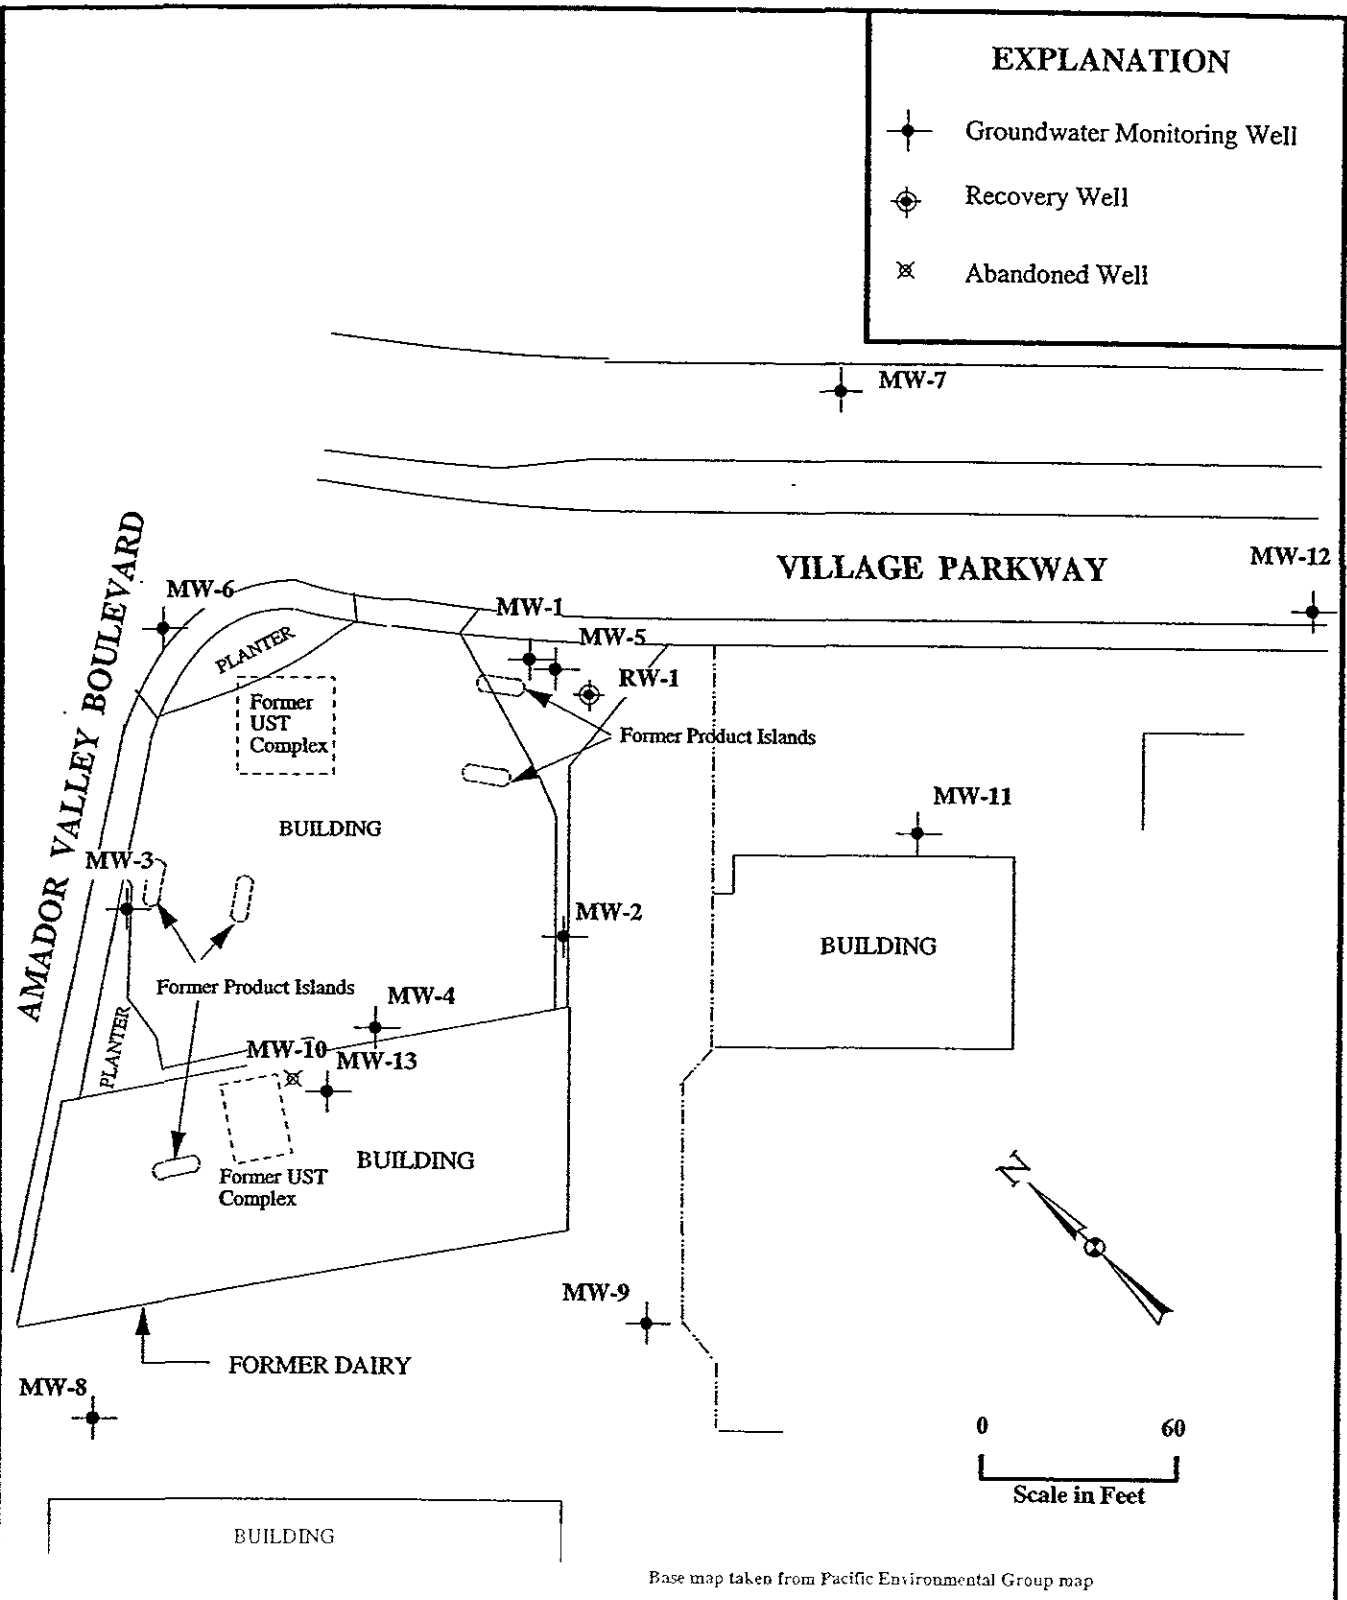 EXPLANATION
Groundwater Monitoring Well
Recovery Well
Abandoned Well
MW-7
VILLAGE PARKWAY
MW-12
AMADOR VALLEY BOULEVARD
MW-6
MW-1
MW-5
PLANTER
RW-1
Former
UST
Complex
Former Product Islands
MW-11
BUILDING
MW-3
MW-2
BUILDING
Former Product Islands
MW-4
PLANTER
MW-10
MW-13
BUILDING
Former UST
Complex
N
MW-9
FORMER DAIRY
MW-8
0 60
Scale in Feet
BUILDING
Base map taken from Pacific Environmental Group map